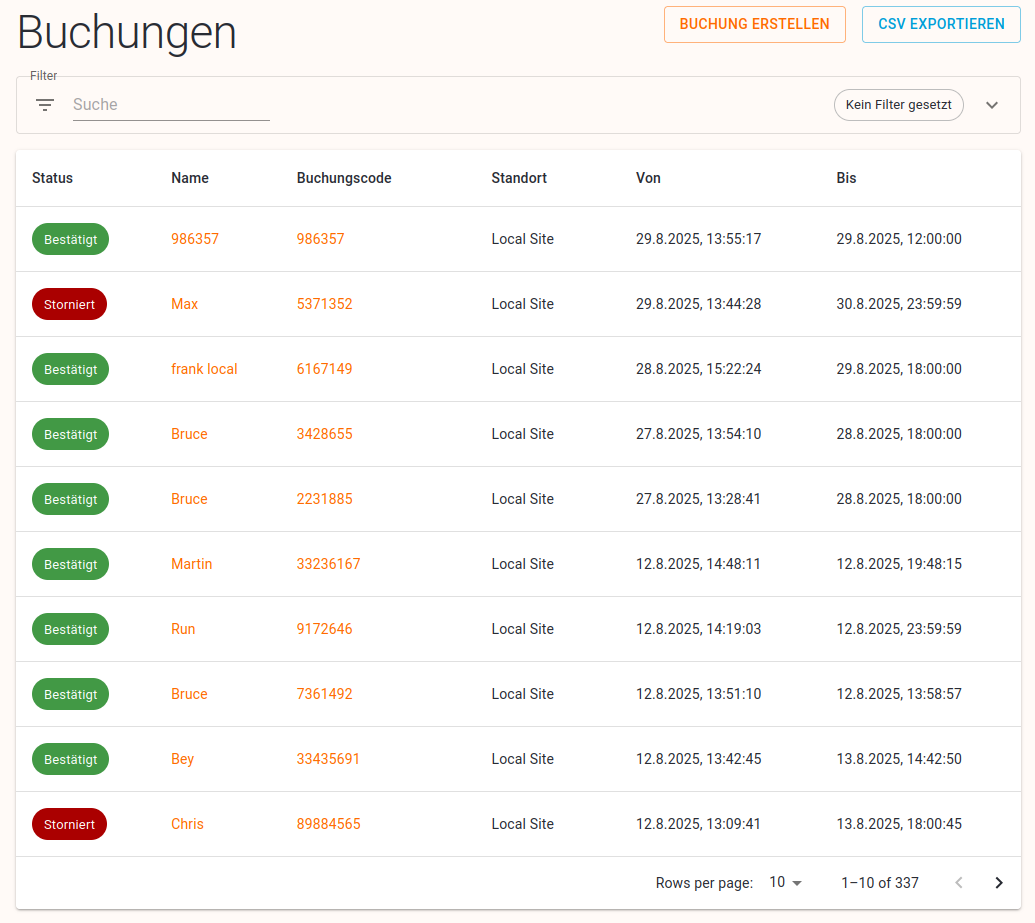 Buchungen
BUCHUNG ERSTELLEN
CSV EXPORTIEREN
Filter
Suche
Kein Filter gesetzt
Status Name Buchungscode Standort Von Bis
Bestätigt 986357 986357 Local Site 29.8.2025, 13:55:17 29.8.2025, 12:00:00
Storniert Max 5371352 Local Site 29.8.2025, 13:44:28 30.8.2025, 23:59:59
Bestätigt frank local 6167149 Local Site 28.8.2025, 15:22:24 29.8.2025, 18:00:00
Bestätigt Bruce 3428655 Local Site 27.8.2025, 13:54:10 28.8.2025, 18:00:00
Bestätigt Bruce 2231885 Local Site 27.8.2025, 13:28:41 28.8.2025, 18:00:00
Bestätigt Martin 33236167 Local Site 12.8.2025, 14:48:11 12.8.2025, 19:48:15
Bestätigt Run 9172646 Local Site 12.8.2025, 14:19:03 12.8.2025, 23:59:59
Bestätigt Bruce 7361492 Local Site 12.8.2025, 13:51:10 12.8.2025, 13:58:57
Bestätigt Bey 33435691 Local Site 12.8.2025, 13:42:45 13.8.2025, 14:42:50
Storniert Chris 89884565 Local Site 12.8.2025, 13:09:41 13.8.2025, 18:00:45
Rows per page: 10 1–10 of 337